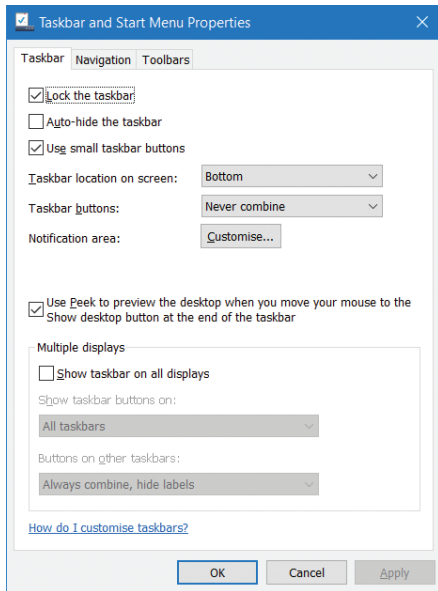 Taskbar and Start Menu Properties
Taskbar Navigation Toolbars
Lock the taskbar
Auto-hide the taskbar
Use small taskbar buttons
Taskbar location on screen: Bottom
Taskbar buttons: Never combine
Notification area: Customise...
Use Peek to preview the desktop when you move your mouse to the
Show desktop button at the end of the taskbar
Multiple displays
Show taskbar on all displays
Show taskbar buttons on:
All taskbars
Buttons on other taskbars:
Always combine, hide labels
How do I customise taskbars?
OK Cancel Apply